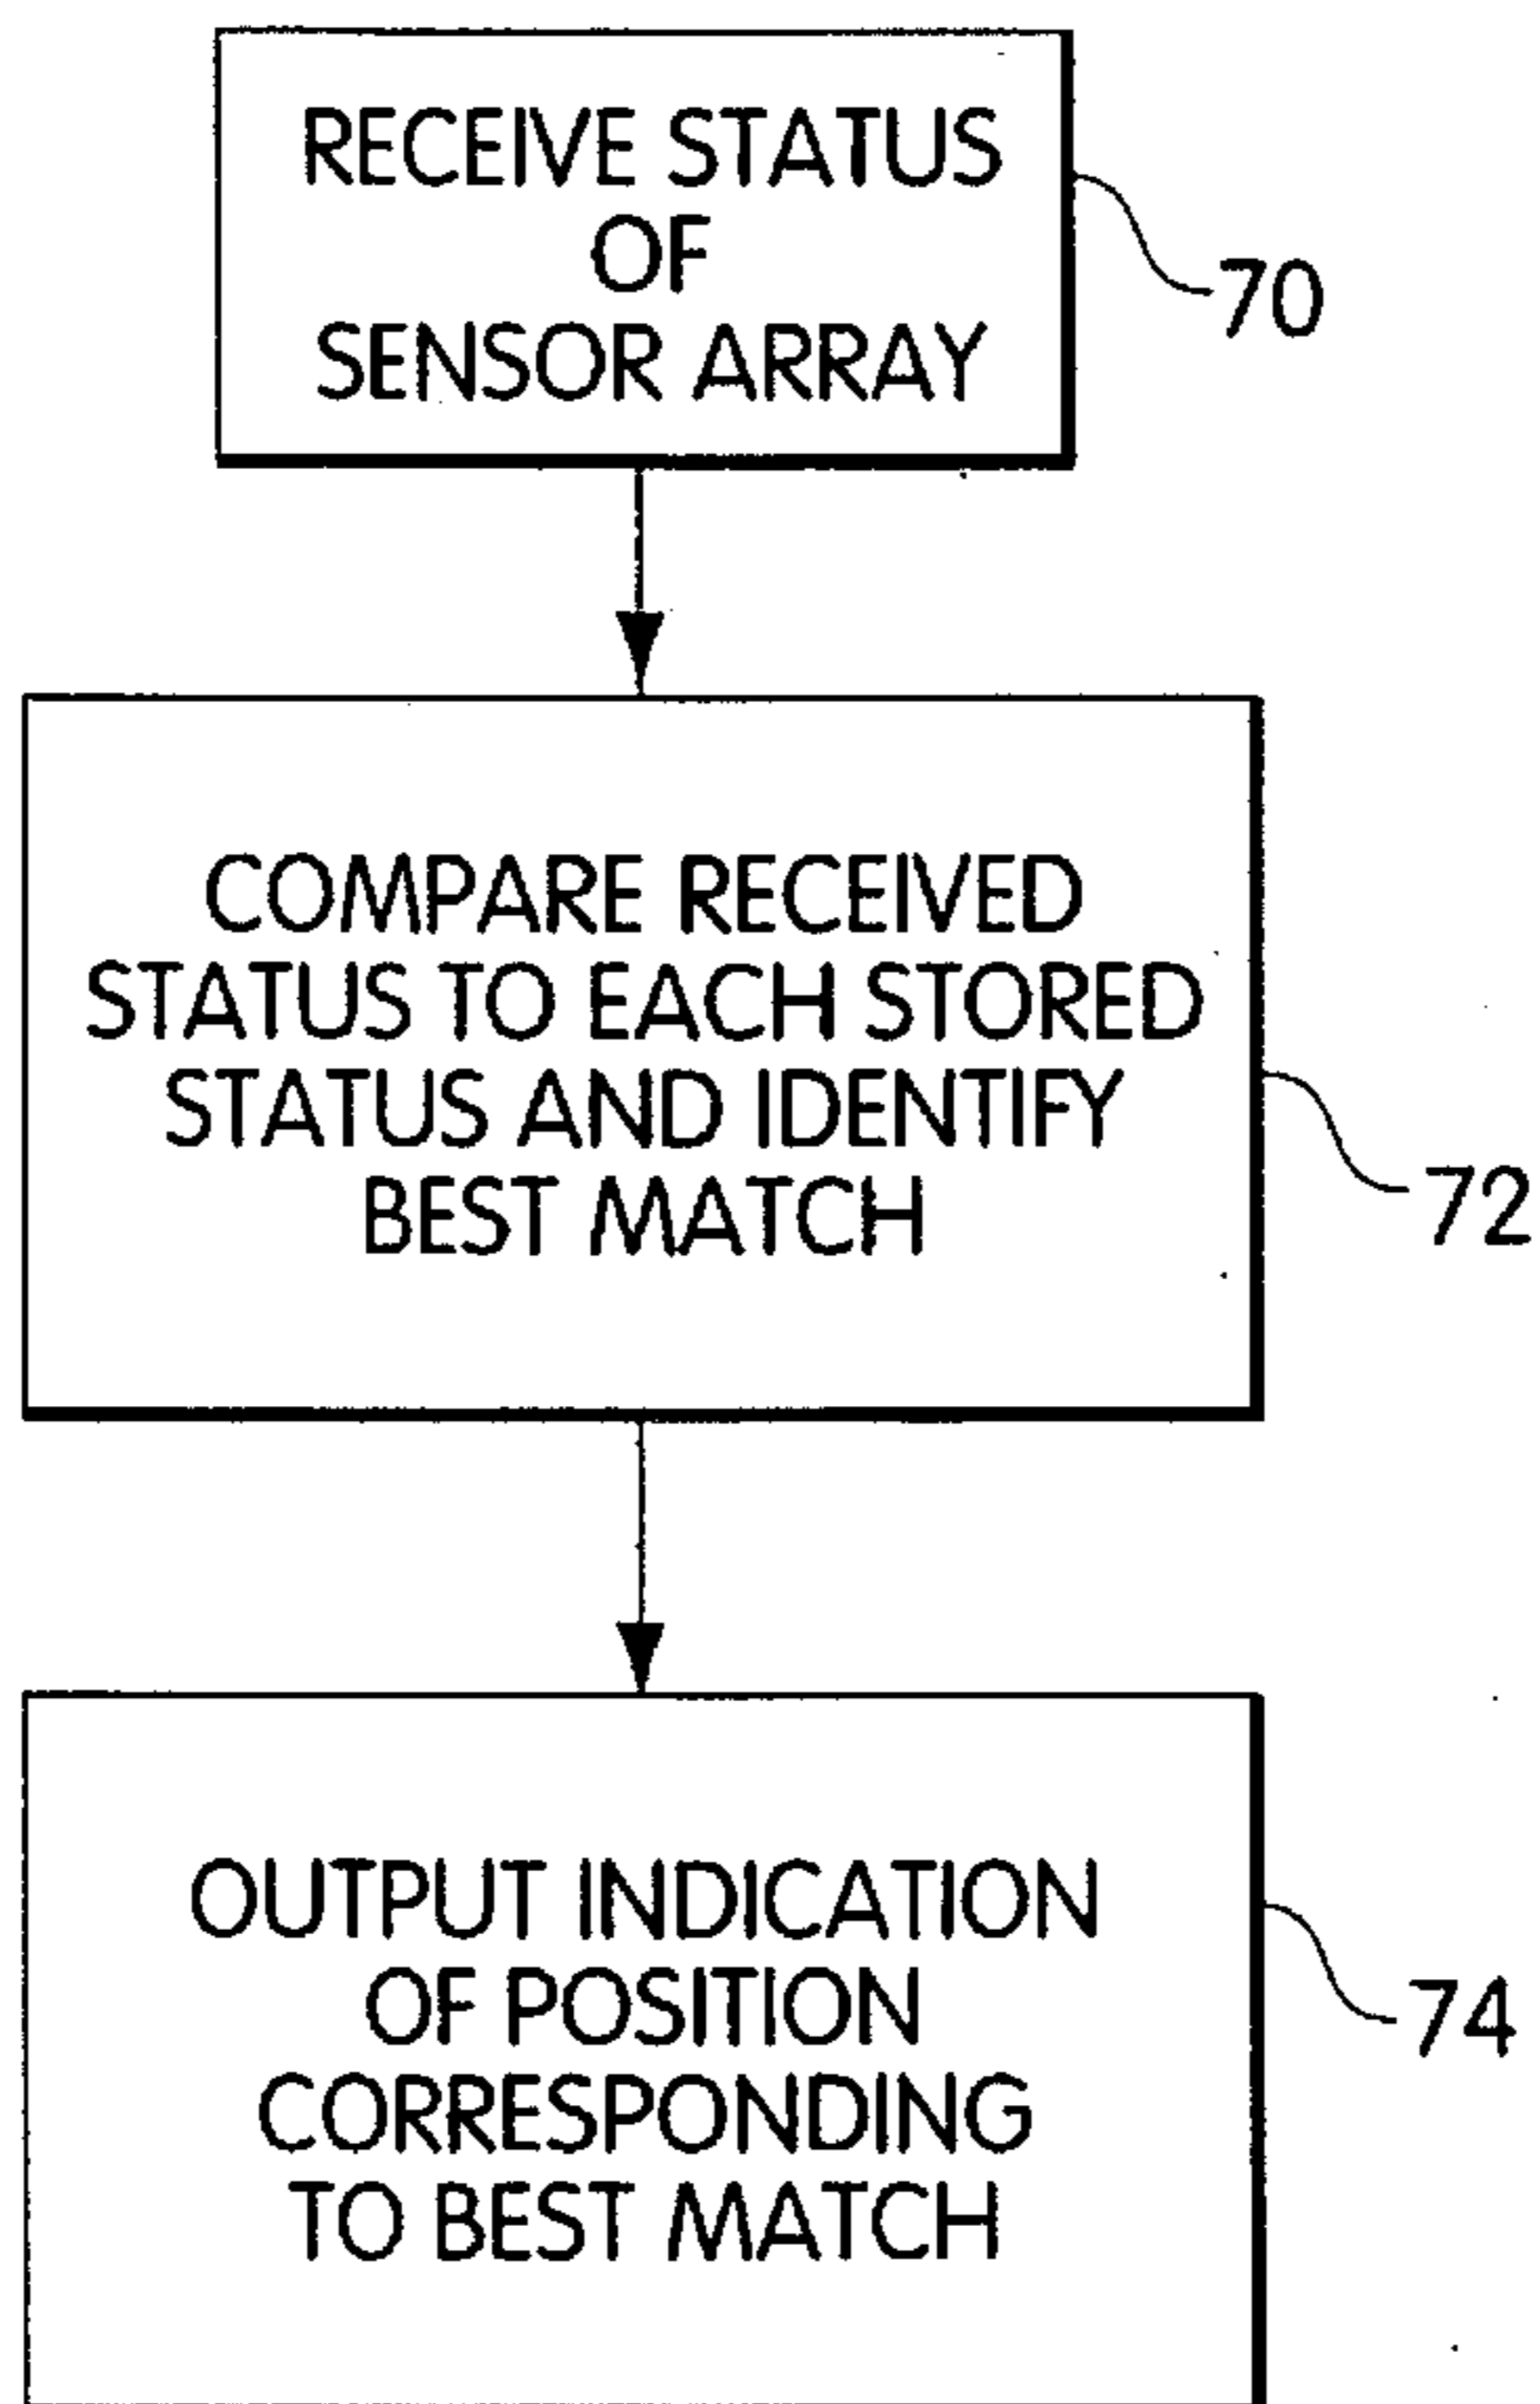 RECEIVE STATUS
OF
SENSOR ARRAY
70
COMPARE RECEIVED
STATUS TO EACH STORED
STATUS AND IDENTIFY
BEST MATCH
72
OUTPUT INDICATION
OF POSITION
CORRESPONDING
TO BEST MATCH
74